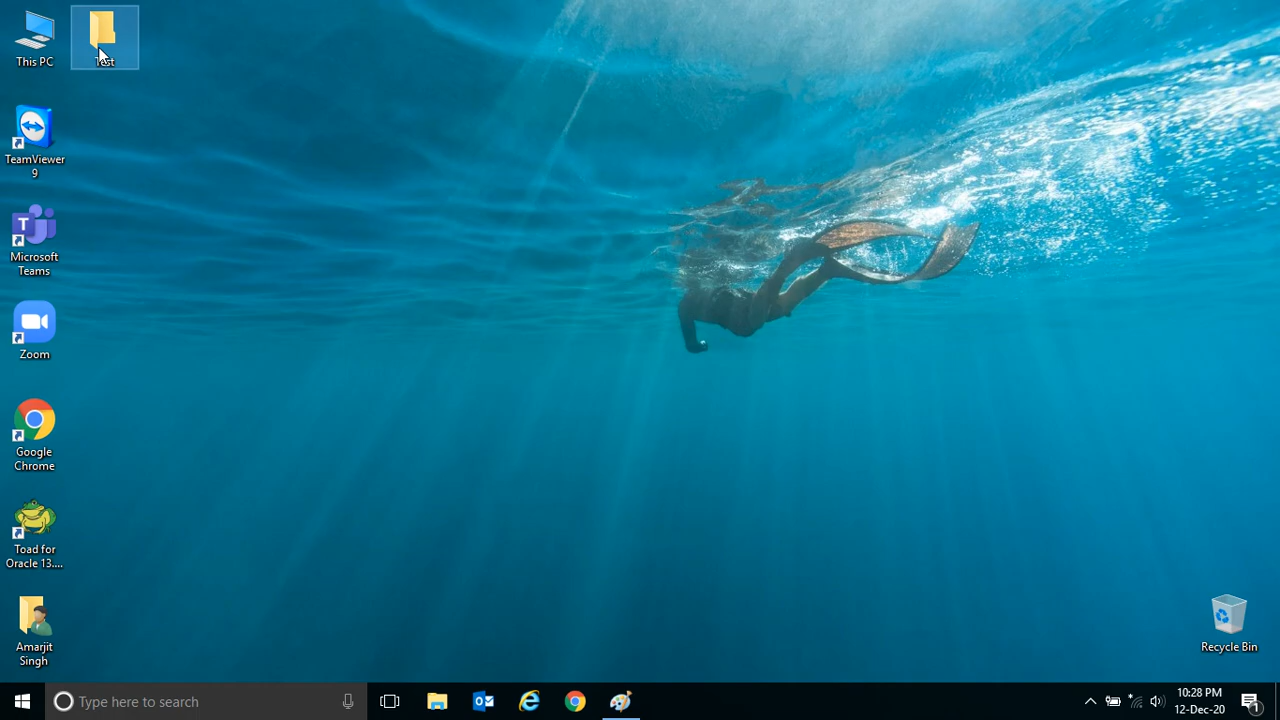 This PC
Test
TeamViewer
9
Microsoft
Teams
Zoom
Google
Chrome
Toad for
Oracle 13....
Amarjit
Singh
Recycle Bin
Type here to search
10:28 PM
12-Dec-20
1